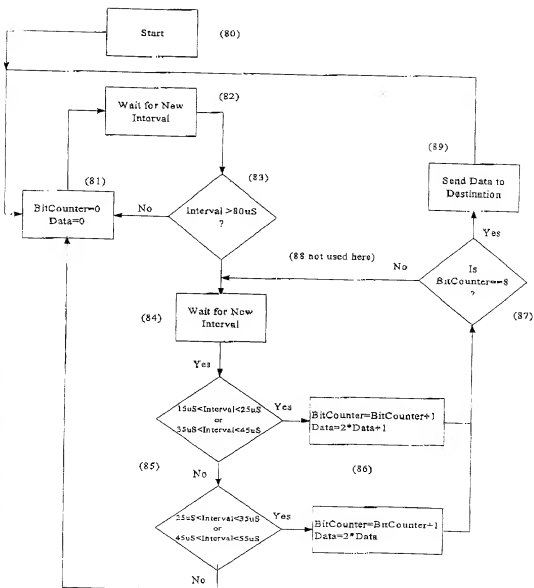 Start
(80)
(82)
Wait for New
Interval
(89)
(83)
(81)
Send Data to
Destination
BitCounter=0
Data=0
No
Interval >80uS
?
Yes
(88 not used here)
No
Is
BitCounter==8
?
(84)
Wait for New
Interval
(87)
Yes
15uS<Interval<25uS
or
35uS<Interval<45uS
Yes
BitCounter=BitCounter+1
Data=2*Data+1
(85)
No
(86)
25uS<Interval<35uS
or
45uS<Interval<55uS
Yes
BitCounter=BitCounter+1
Data=2*Data
No